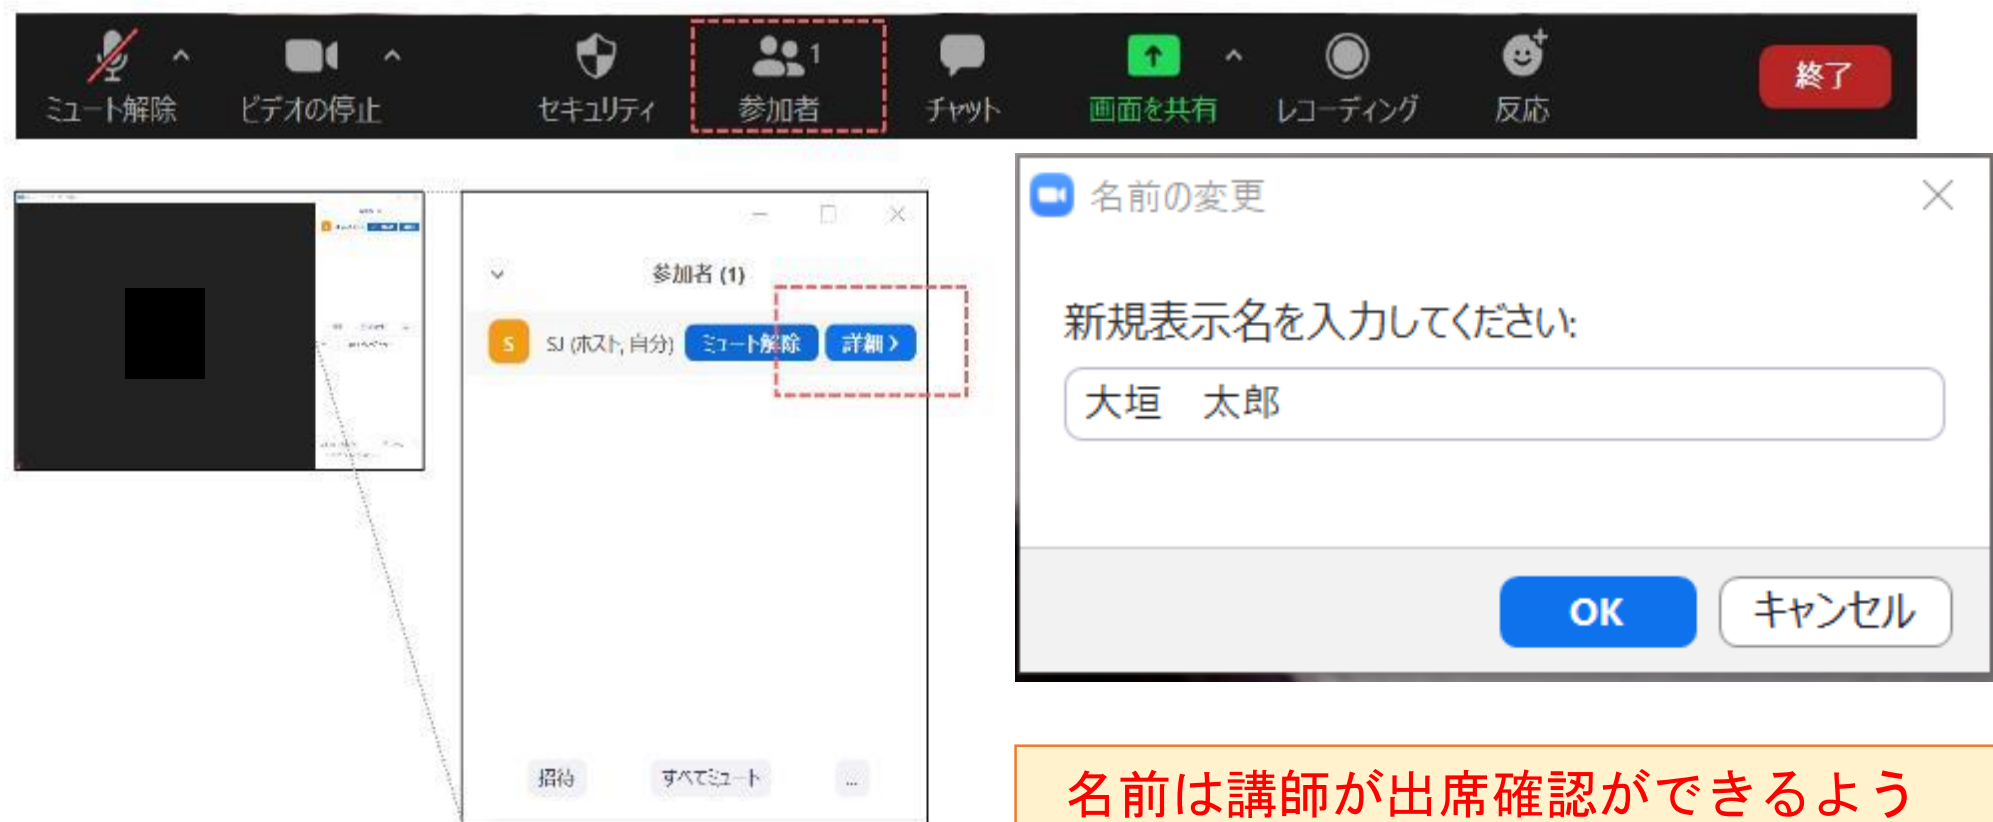 1
ミュート解除 ビデオの停止 セキュリティ 参加者 チャット 画面を共有 レコーディング 反応 終了
参加者 (1)
S SJ (ホスト, 自分) ミュート解除 詳細 >
招待 すべてミュート ...
名前の変更
新規表示名を入力してください:
大垣　太郎
OK キャンセル
名前は講師が出席確認ができるよう